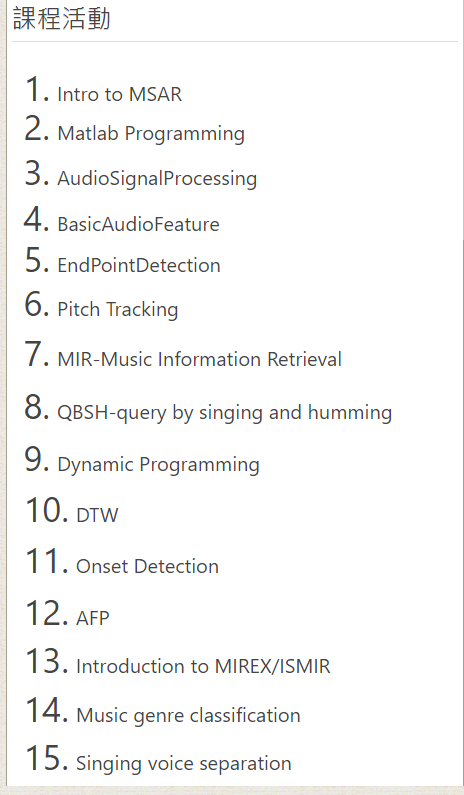 課程活動
1. Intro to MSAR
2. Matlab Programming
3. AudioSignalProcessing
4. BasicAudioFeature
5. EndPointDetection
6. Pitch Tracking
7. MIR-Music Information Retrieval
8. QBSH-query by singing and humming
9. Dynamic Programming
10. DTW
11. Onset Detection
12. AFP
13. Introduction to MIREX/ISMIR
14. Music genre classification
15. Singing voice separation